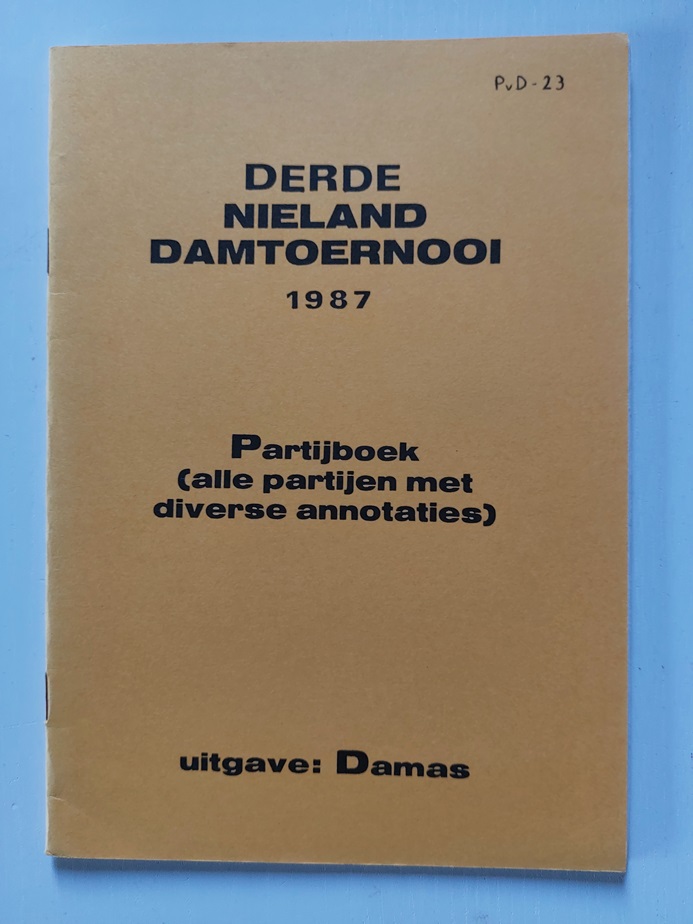 PvD-23
DERDE
NIELAND
DAMTOERNOOI
1987
Partijboek
(alle partijen met
diverse annotaties)
uitgave: Damas